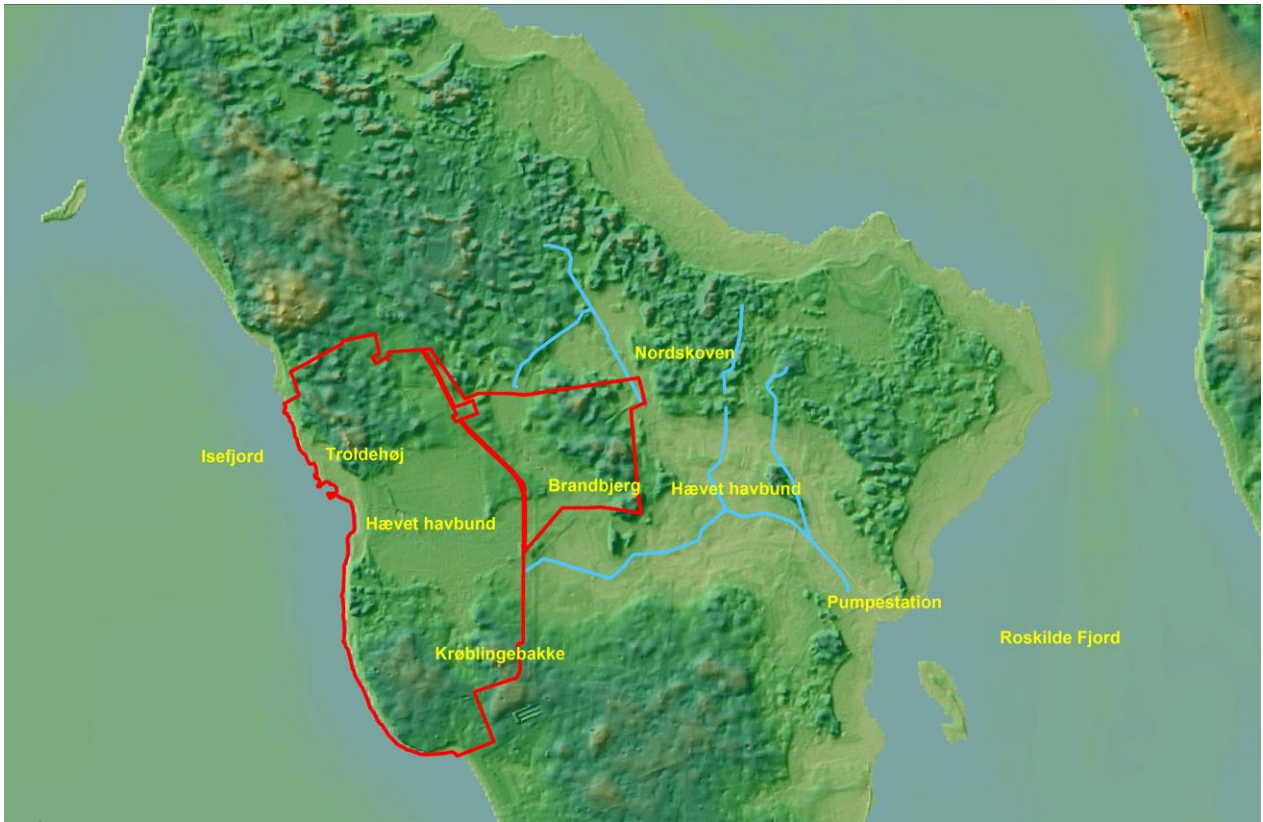 Nordskoven
Isefjord
Troldehøj
Brandbjerg
Hævet havbund
Hævet havbund
Pumpestation
Roskilde Fjord
Krøblingebakke